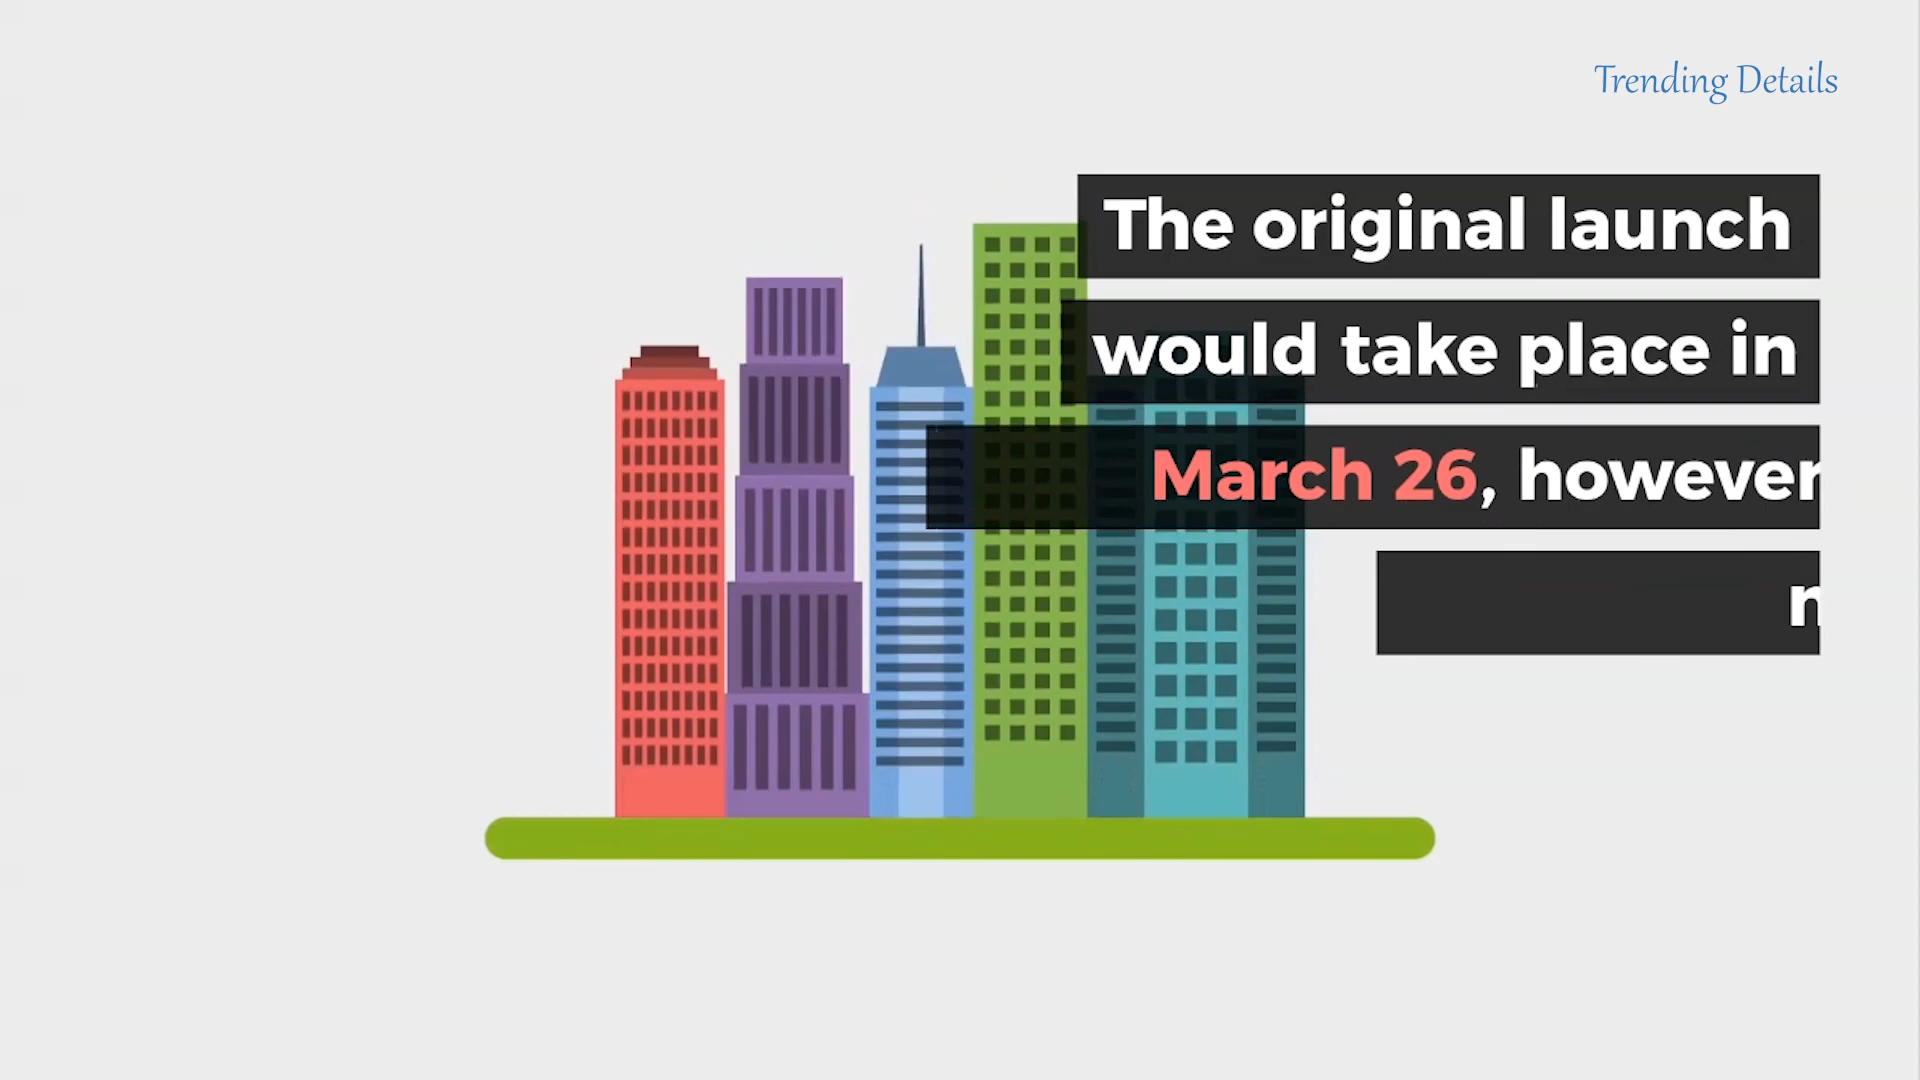 Trending Details
The original launch
would take place in
March 26, however